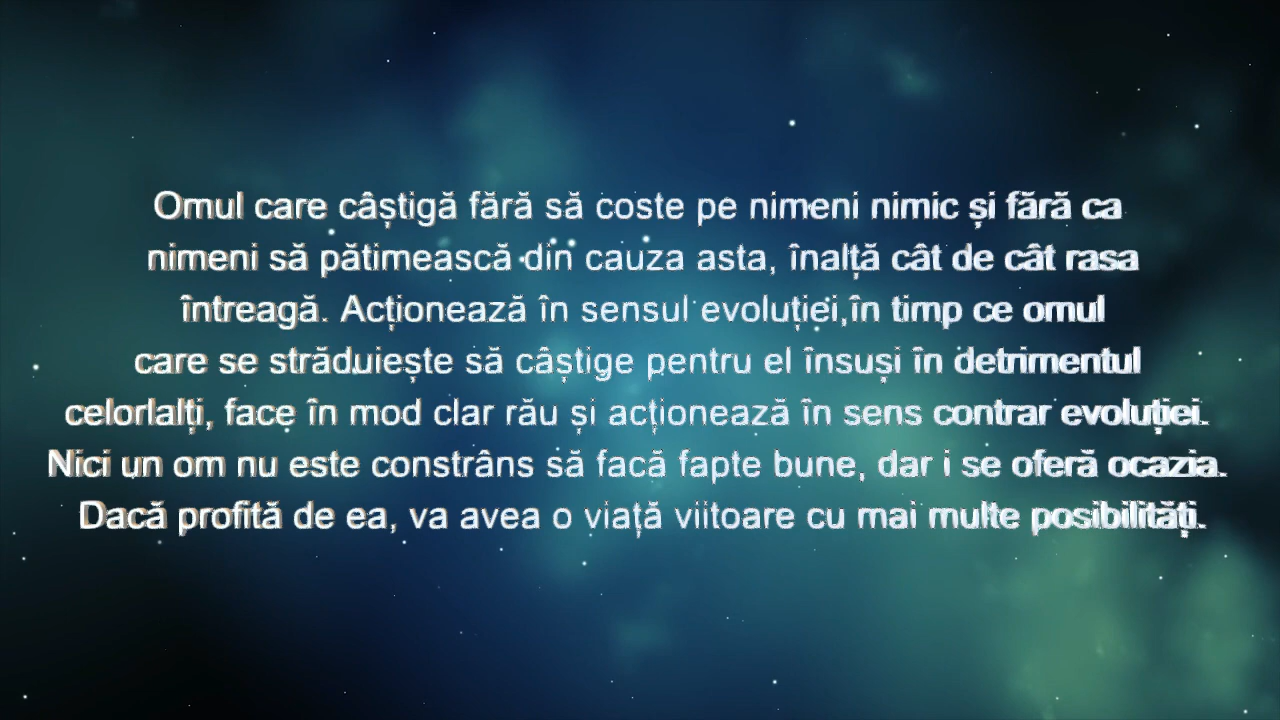 Omul care câștigă fără să coste pe nimeni nimic și fără ca
nimeni să pătimească din cauza asta, înalță cât de cât rasa
întreagă. Acționează în sensul evoluției,în timp ce omul
care se străduiește să câștige pentru el însuși în detrimentul
celorlalți, face în mod clar rău și acționează în sens contrar evoluției.
Nici un om nu este constrâns să facă fapte bune, dar i se oferă ocazia.
Dacă profită de ea, va avea o viață viitoare cu mai multe posibilități.